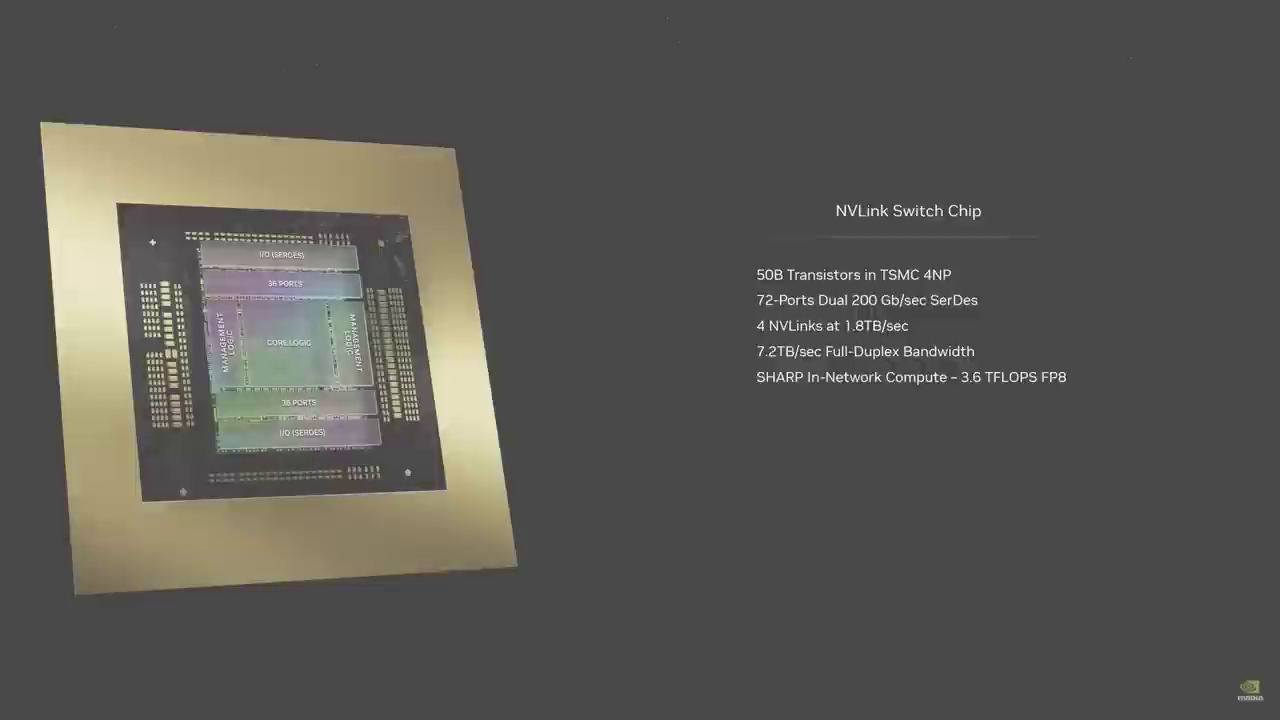 NVLink Switch Chip
50B Transistors in TSMC 4NP
72-Ports Dual 200 Gb/sec SerDes
4 NVLinks at 1.8TB/sec
7.2TB/sec Full-Duplex Bandwidth
SHARP In-Network Compute – 3.6 TFLOPS FP8
I/O (SERDES)
36 PORTS
MANAGEMENT LOGIC
CORE LOGIC
MANAGEMENT LOGIC
36 PORTS
I/O (SERDES)
NVIDIA